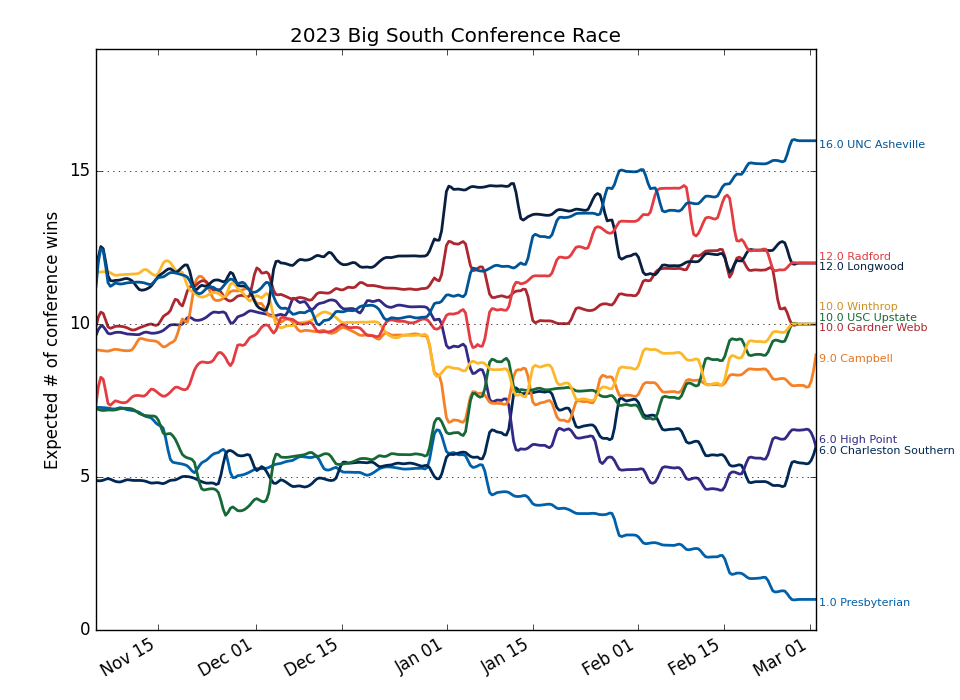 2023 Big South Conference Race
Expected # of conference wins
15
10
5
0
16.0 UNC Asheville
12.0 Radford
12.0 Longwood
10.0 Winthrop
10.0 USC Upstate
10.0 Gardner Webb
9.0 Campbell
6.0 High Point
6.0 Charleston Southern
1.0 Presbyterian
Nov 15
Dec 01
Dec 15
Jan 01
Jan 15
Feb 01
Feb 15
Mar 01